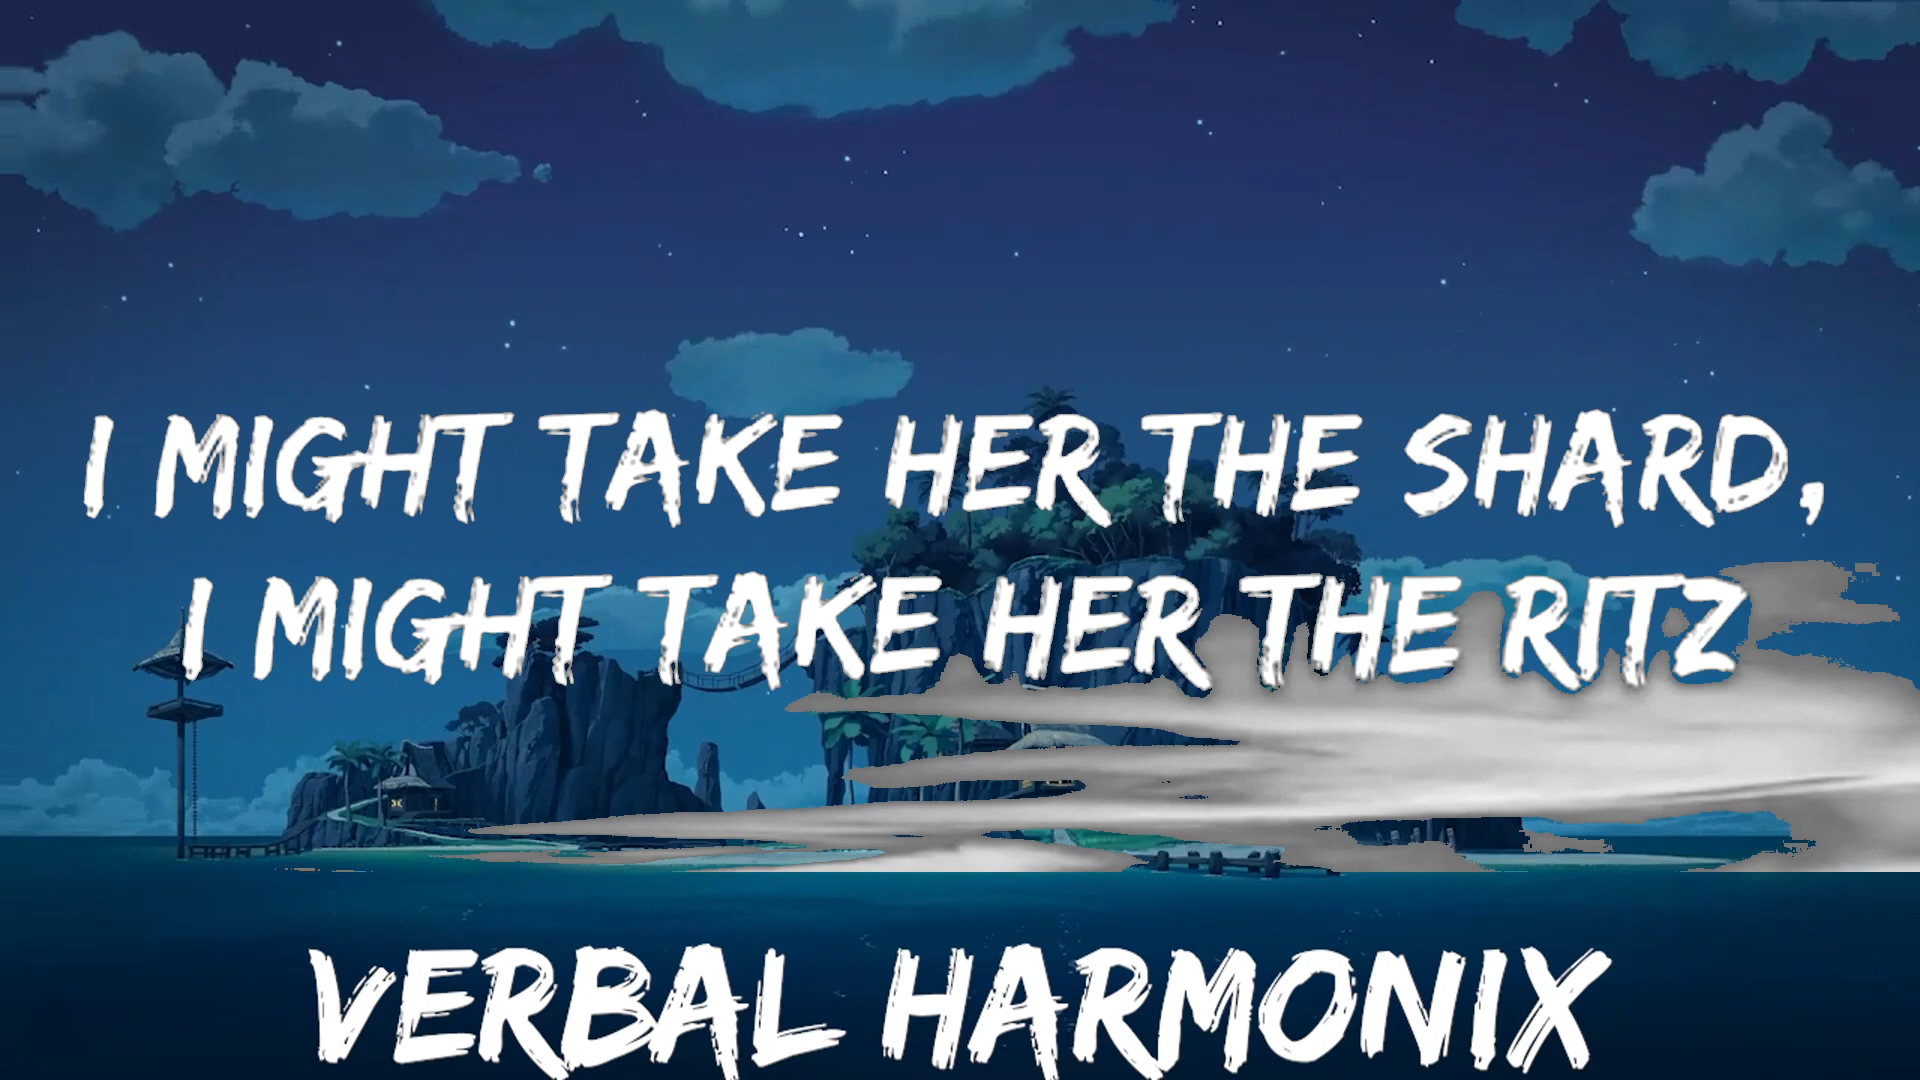 I MIGHT TAKE HER THE SHARD,
I MIGHT TAKE HER THE RITZ
VERBAL HARMONIX